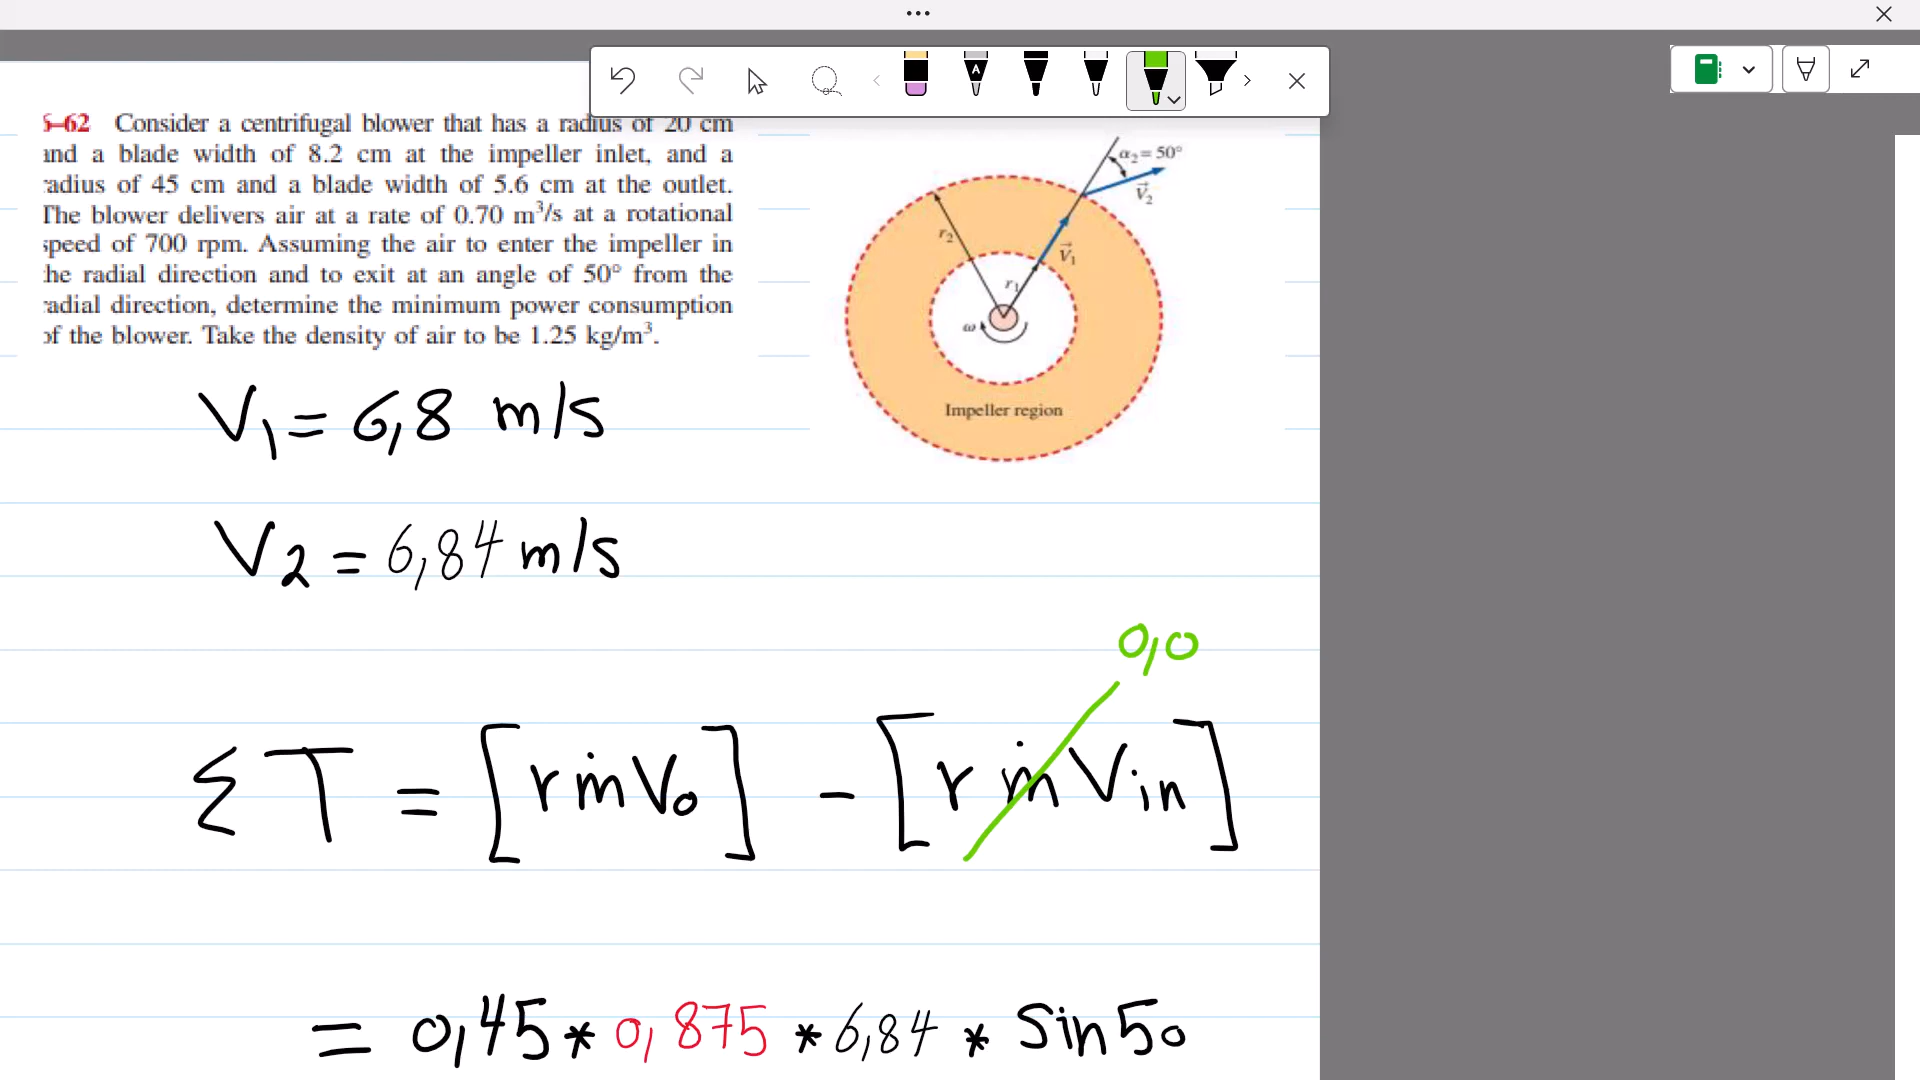 5–62 Consider a centrifugal blower that has a radius of 20 cm
and a blade width of 8.2 cm at the impeller inlet, and a
radius of 45 cm and a blade width of 5.6 cm at the outlet.
The blower delivers air at a rate of 0.70 m³/s at a rotational
speed of 700 rpm. Assuming the air to enter the impeller in
the radial direction and to exit at an angle of 50° from the
radial direction, determine the minimum power consumption
of the blower. Take the density of air to be 1.25 kg/m³.
α₂ = 50°
V⃗₂
r₂
V⃗₁
r₁
ω
Impeller region
V₁ = 6,8 m/s
V₂ = 6,84 m/s
0,0
Σ T = [r ṁ V₀] - [r ṁ Vin]
= 0,45 * 0,875 * 6,84 * Sin 50